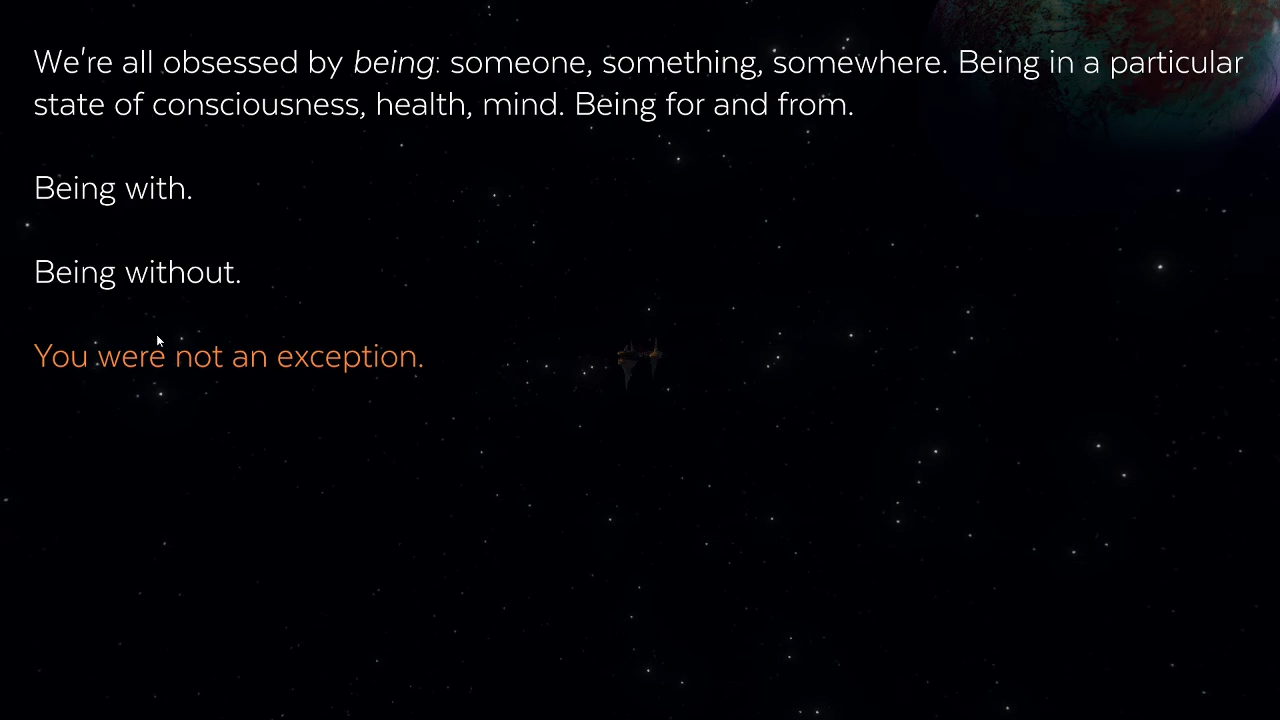 We're all obsessed by being: someone, something, somewhere. Being in a particular
state of consciousness, health, mind. Being for and from.
Being with.
Being without.
You were not an exception.